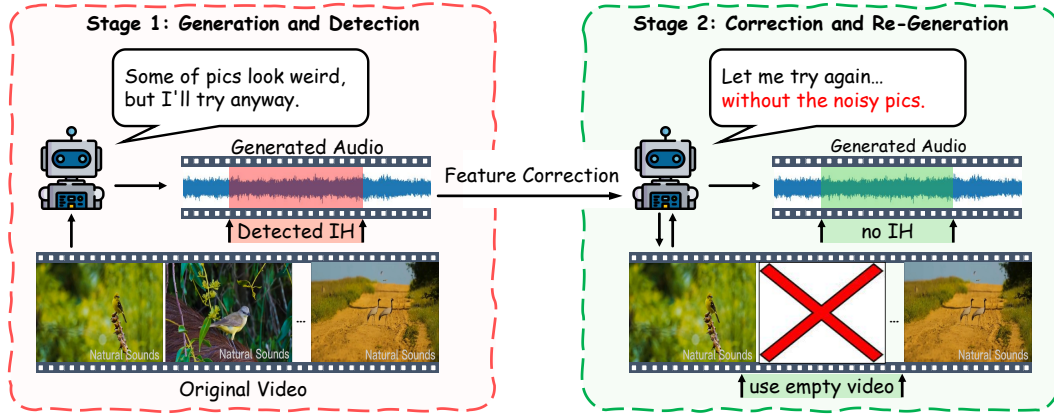 Stage 1: Generation and Detection
Some of pics look weird,
but I'll try anyway.
Generated Audio
Detected IH
Natural Sounds
Natural Sounds
...
Natural Sounds
Original Video
Feature Correction
Stage 2: Correction and Re-Generation
Let me try again...
without the noisy pics.
Generated Audio
no IH
Natural Sounds
...
Natural Sounds
use empty video